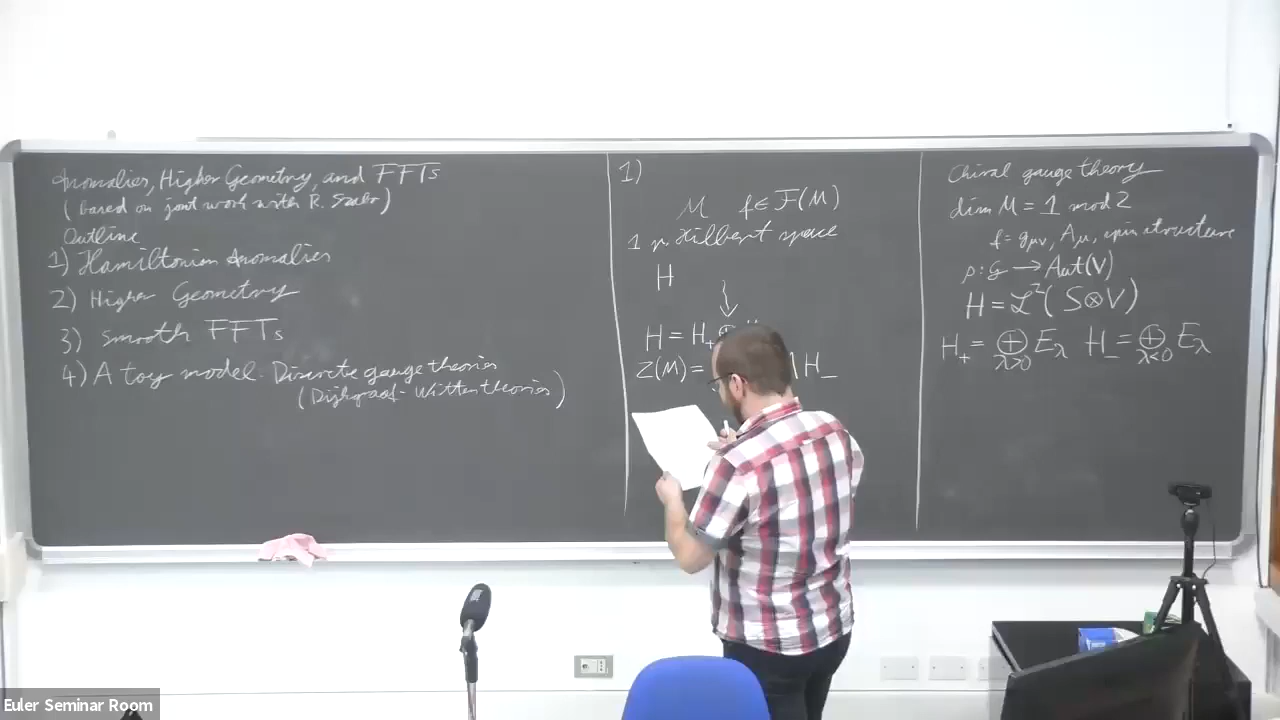 Anomalies, Higher Geometry, and FFTs
(based on joint work with R. Szabo)
Outline
1) Hamiltonian Anomalies
2) Higher Geometry
3) Smooth FFTs
4) A toy model: Discrete gauge theories
(Dijkgraaf-Witten theories)
1)
M f ∈ F(M)
1 p. Hilbert space
H
↓
H = H₊ ⊕
Z(M) = Λ H₋
Chiral gauge theory
dim M = 1 mod 2
f = gμν, Aμ, spin structure
ρ: G → Aut(V)
H = L²(S⊗V)
H₊ = ⊕ λ>0 Eλ H₋ = ⊕ λ<0 Eλ
Euler Seminar Room